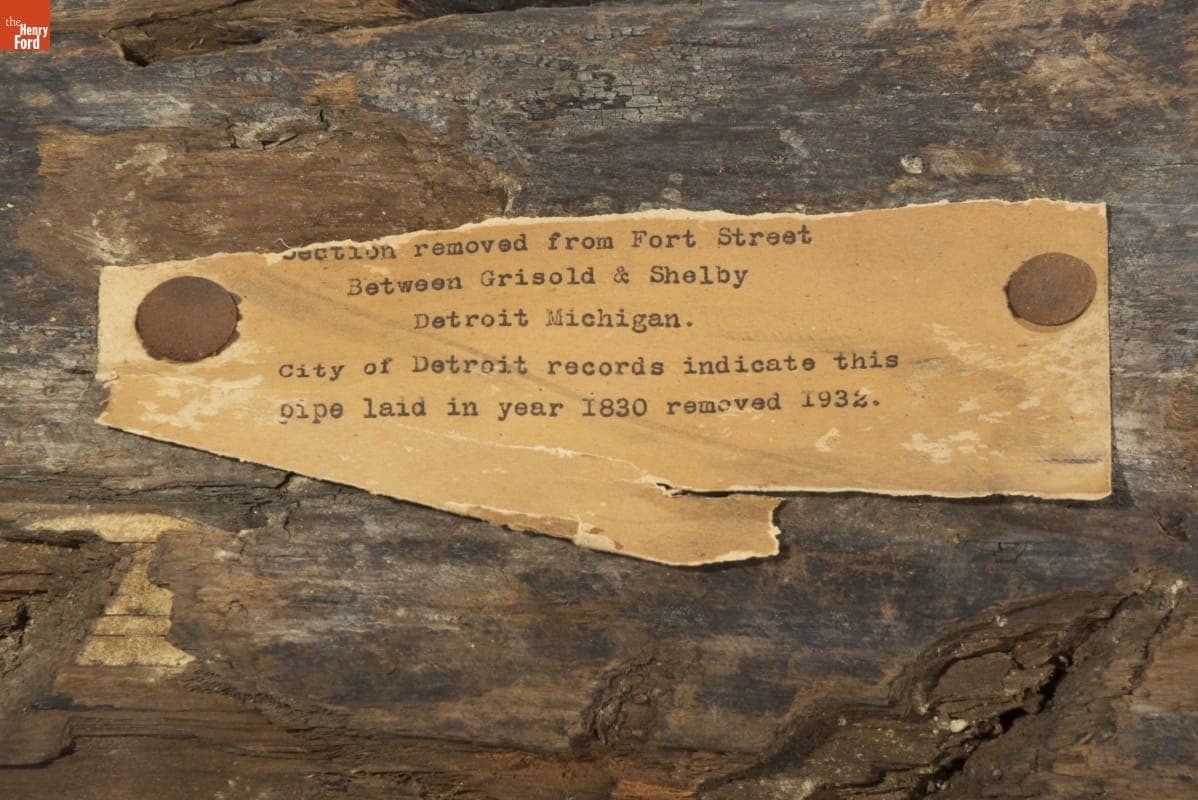 the
Henry
Ford
Section removed from Fort Street
Between Grisold & Shelby
Detroit Michigan.
City of Detroit records indicate this
pipe laid in year 1830 removed 1932.